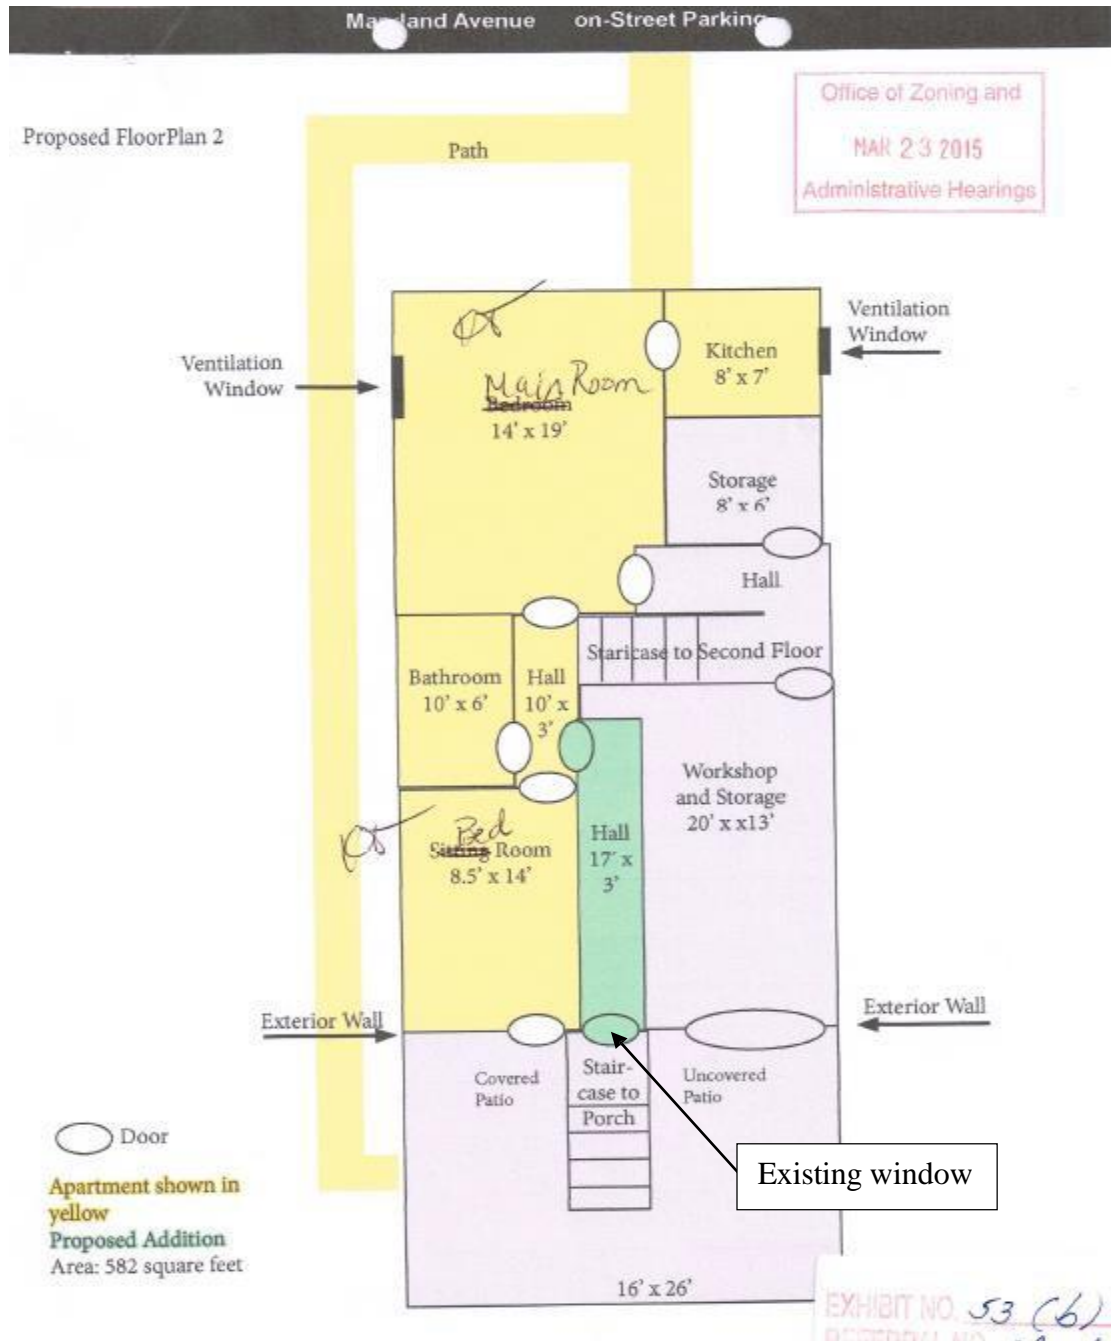 Maryland Avenue on-Street Parking
Office of Zoning and
MAR 23 2015
Administrative Hearings
Proposed FloorPlan 2
Path
Ventilation
Window
Ventilation
Window
Kitchen
8' x 7'
Main Room
Bedroom
14' x 19'
Storage
8' x 6'
Hall
Staricase to Second Floor
Bathroom
10' x 6'
Hall
10' x
3'
Workshop
and Storage
20' x x13'
Bed
Sitting Room
8.5' x 14'
Hall
17' x
3'
Exterior Wall
Exterior Wall
Covered
Patio
Stair-
case to
Porch
Uncovered
Patio
Existing window
Door
Apartment shown in
yellow
Proposed Addition
Area: 582 square feet
16' x 26'
EXHIBIT NO. 53 (b)